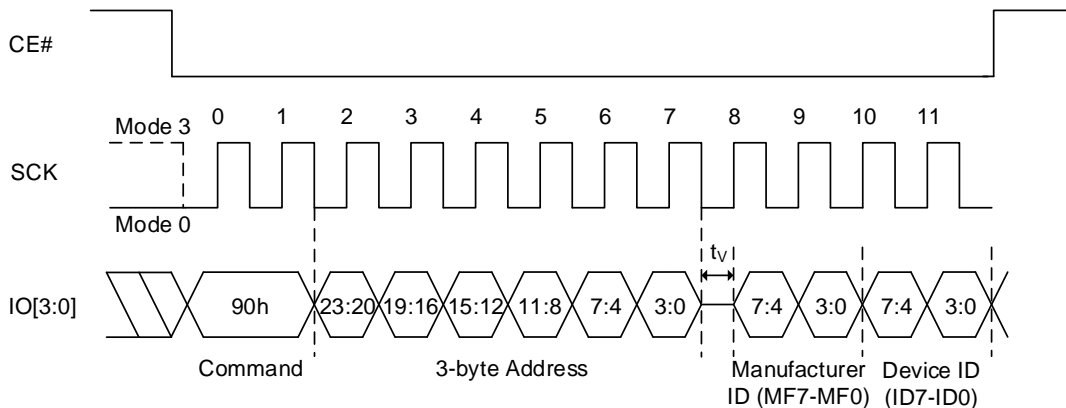 CE#
0 1 2 3 4 5 6 7 8 9 10 11
Mode 3
SCK
Mode 0
tV
IO[3:0] 90h 23:20 19:16 15:12 11:8 7:4 3:0 7:4 3:0 7:4 3:0
Command 3-byte Address Manufacturer Device ID
ID (MF7-MF0) (ID7-ID0)